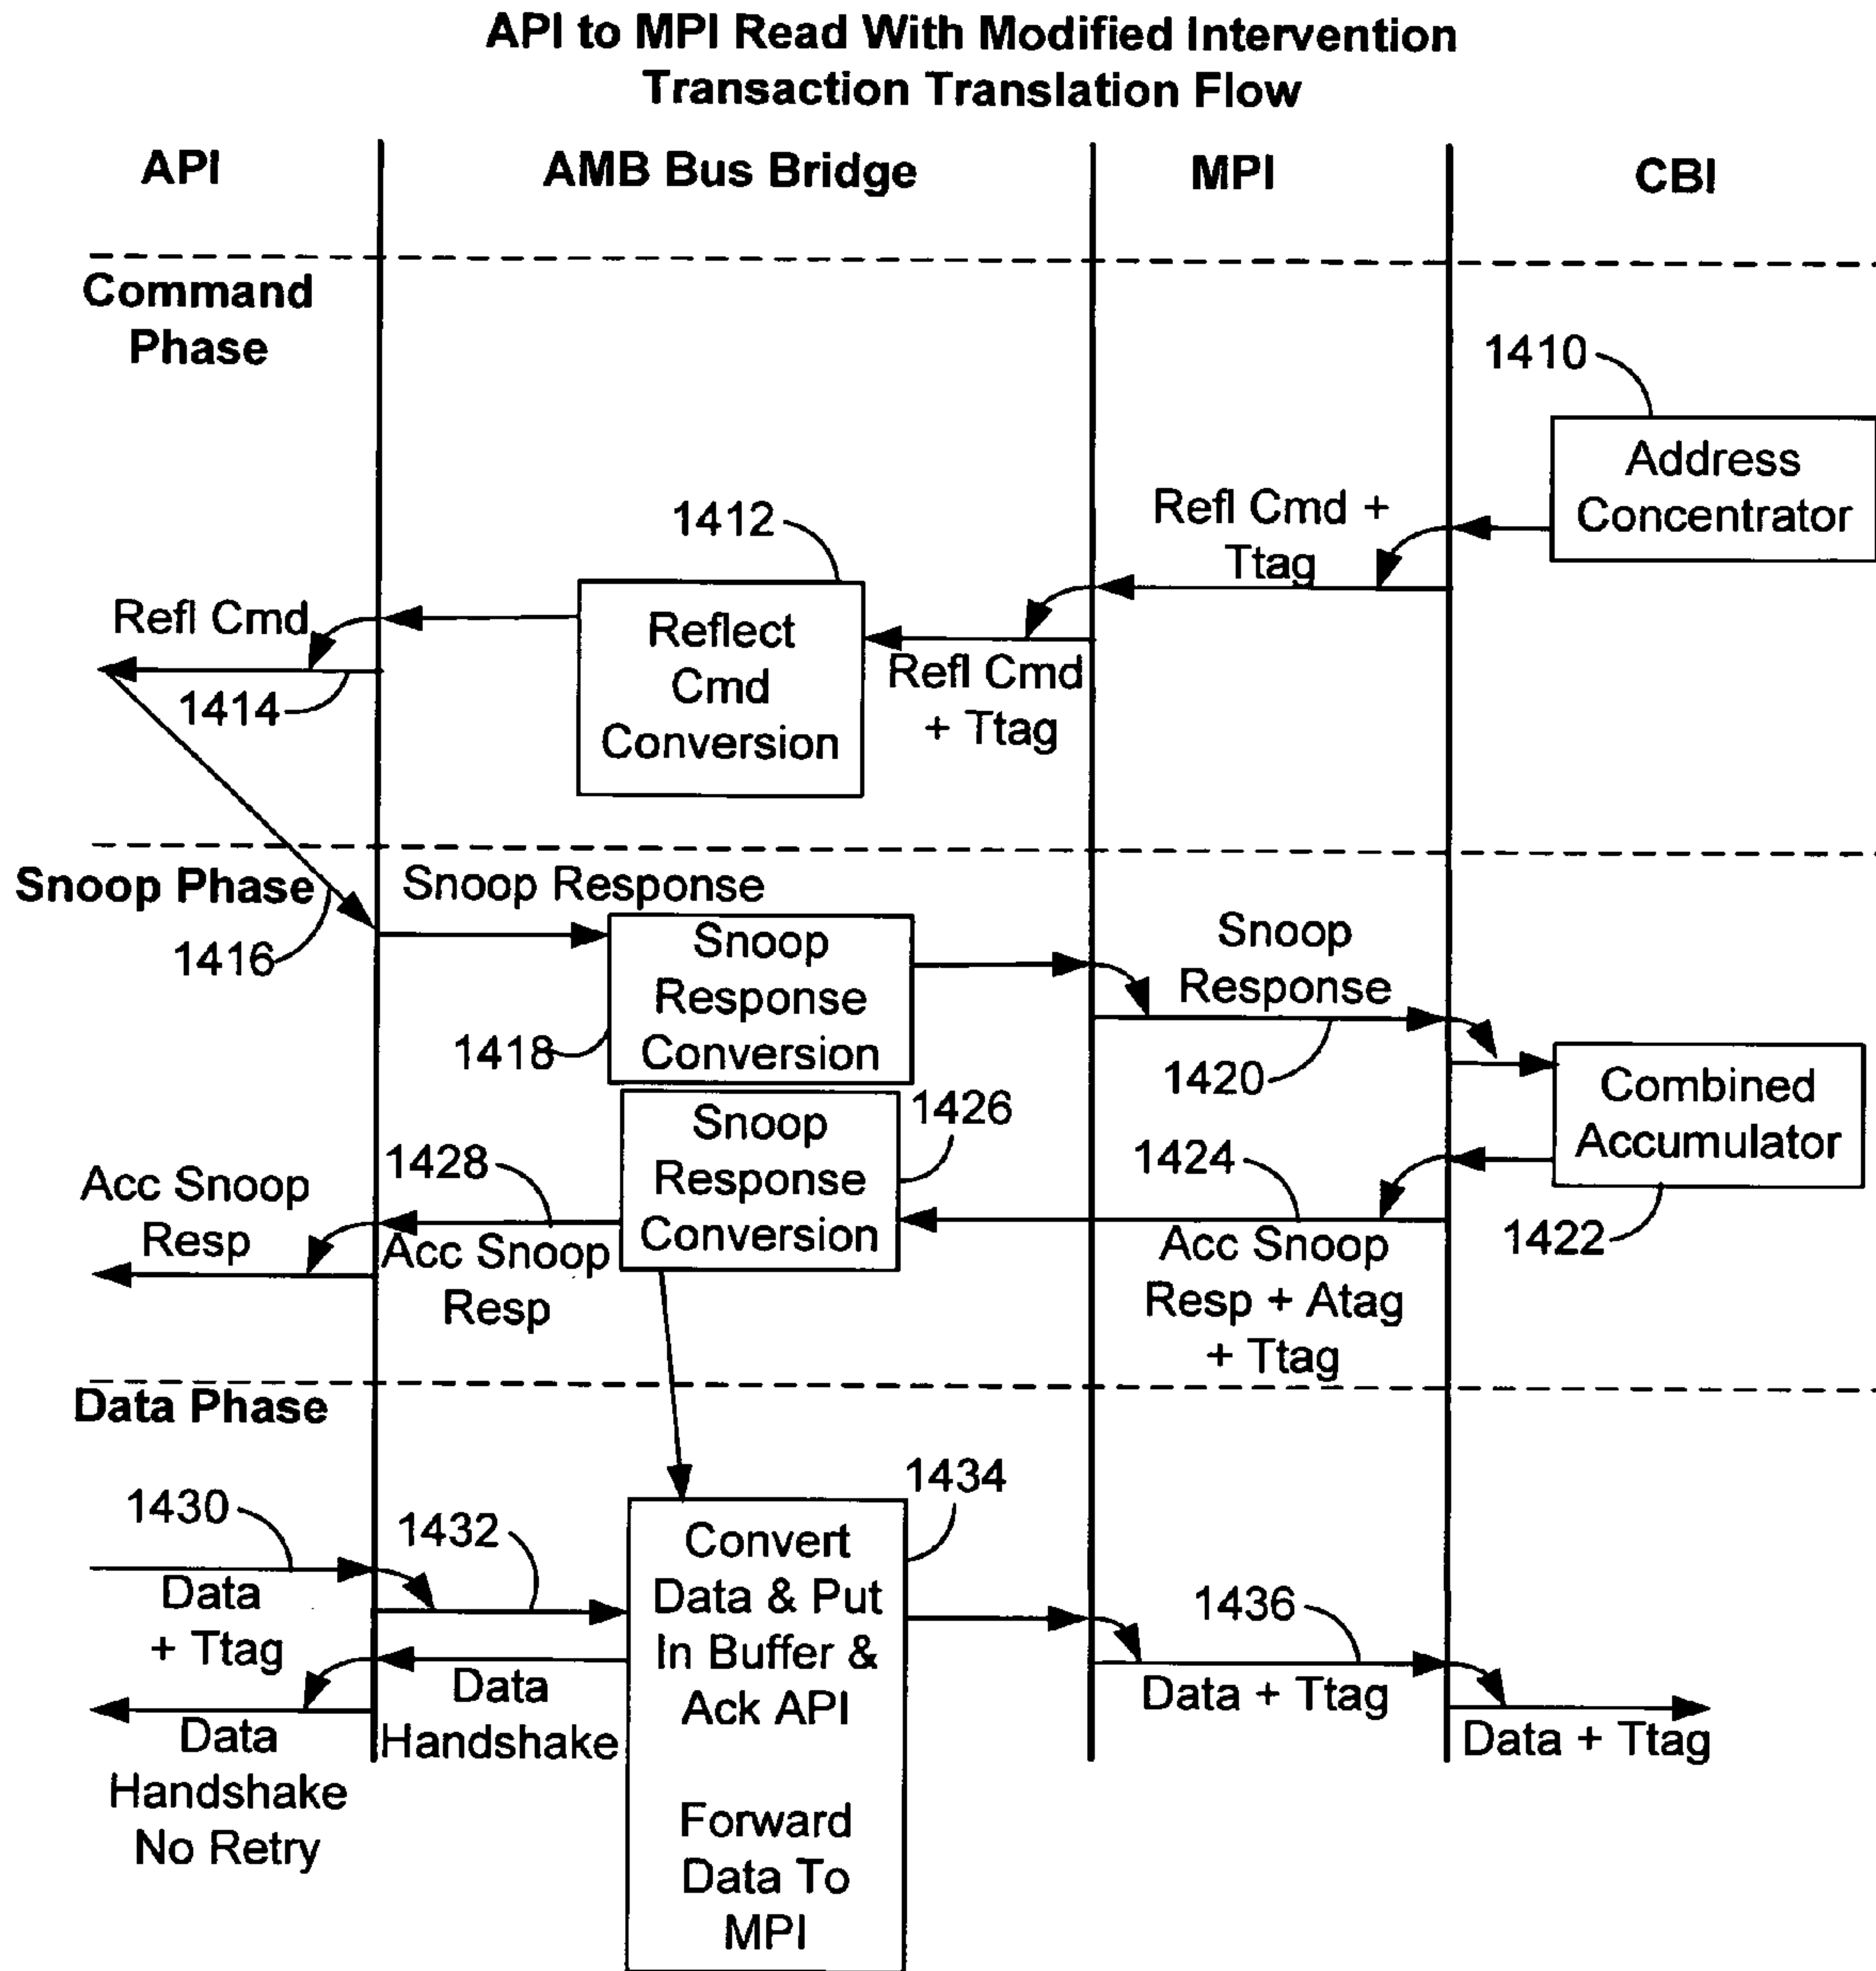 API to MPI Read With Modified Intervention
Transaction Translation Flow
API
AMB Bus Bridge
MPI
CBI
Command
Phase
1410
Address
Concentrator
Refl Cmd +
Ttag
1412
Reflect
Cmd
Conversion
Refl Cmd
+ Ttag
Refl Cmd
1414
Snoop Phase
Snoop Response
1416
Snoop
Response
Conversion
1418
Snoop
Response
1420
Combined
Accumulator
1422
1424
Acc Snoop
Resp + Atag
+ Ttag
Snoop
Response
Conversion
1426
1428
Acc Snoop
Resp
Acc Snoop
Resp
Data Phase
1430
Data
+ Ttag
1432
Data
Handshake
Data
Handshake
No Retry
1434
Convert
Data & Put
In Buffer &
Ack API
Forward
Data To
MPI
1436
Data + Ttag
Data + Ttag